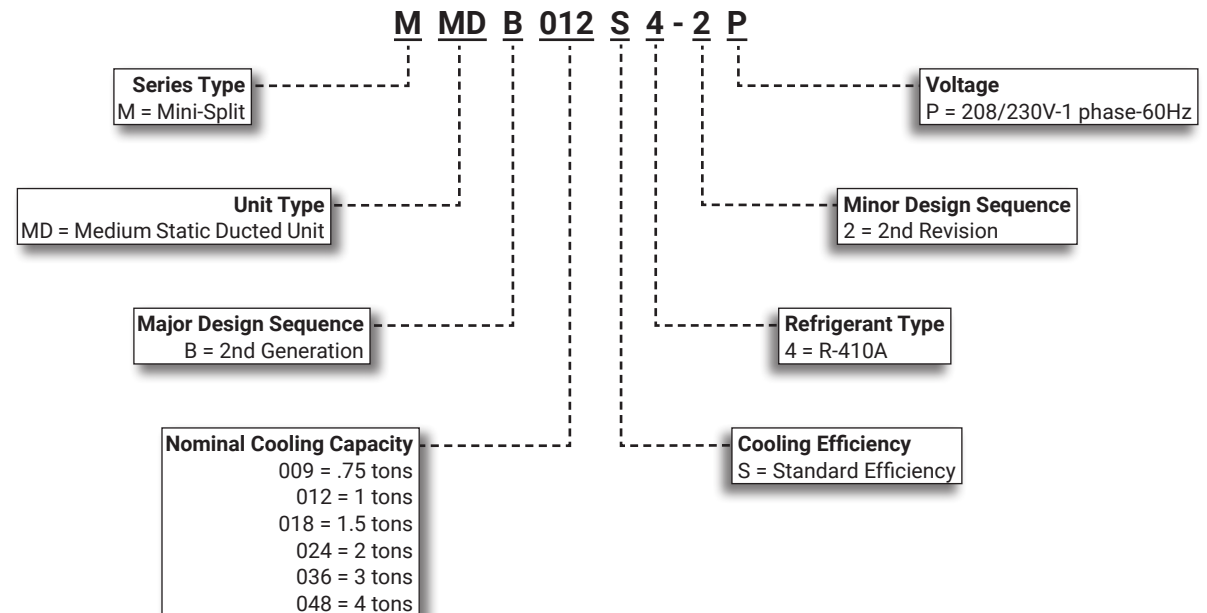 M MD B 012 S 4 - 2 P
Series Type
M = Mini-Split
Voltage
P = 208/230V-1 phase-60Hz
Unit Type
MD = Medium Static Ducted Unit
Minor Design Sequence
2 = 2nd Revision
Major Design Sequence
B = 2nd Generation
Refrigerant Type
4 = R-410A
Nominal Cooling Capacity
009 = .75 tons
012 = 1 tons
018 = 1.5 tons
024 = 2 tons
036 = 3 tons
048 = 4 tons
Cooling Efficiency
S = Standard Efficiency